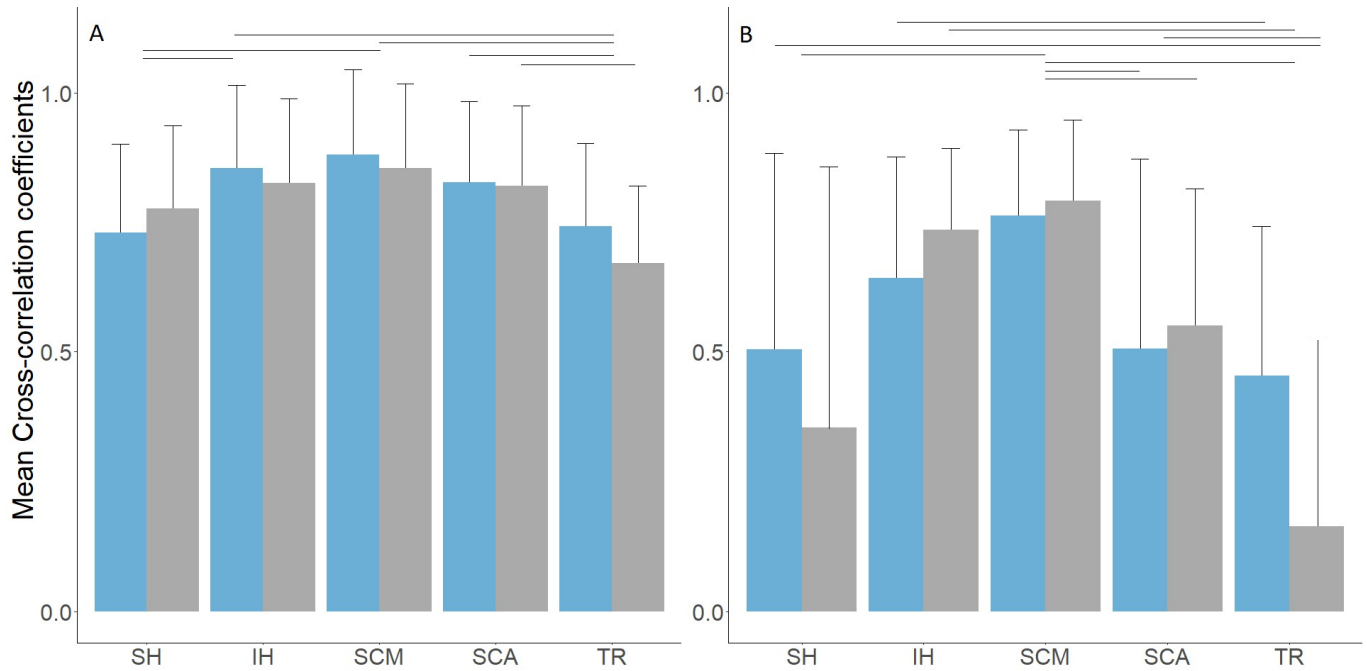 A
B
Mean Cross-correlation coefficients
1.0
0.5
0.0
SH IH SCM SCA TR
1.0
0.5
0.0
SH IH SCM SCA TR